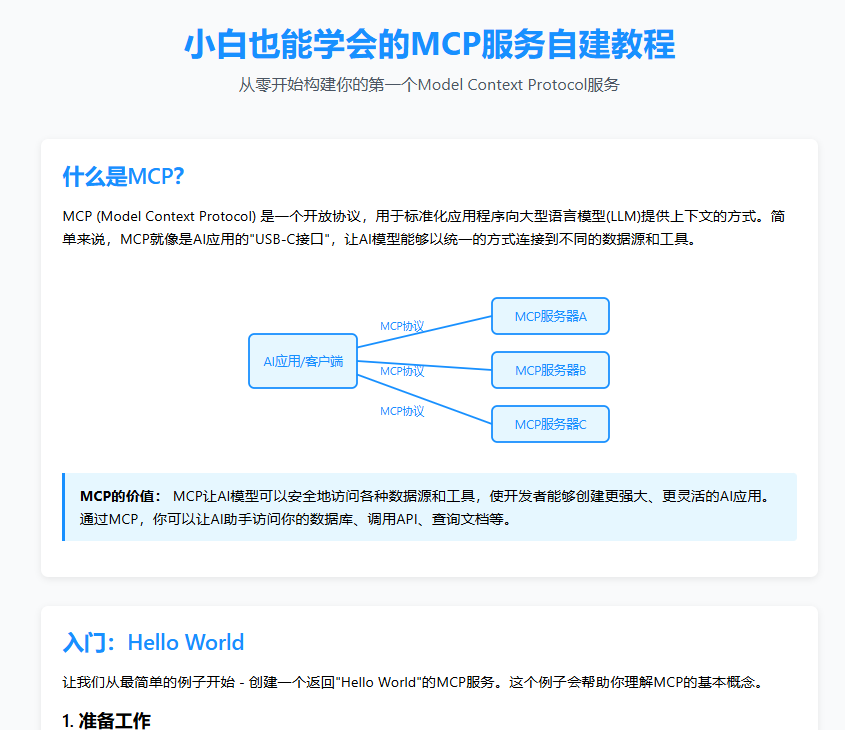 小白也能学会的MCP服务自建教程
从零开始构建你的第一个Model Context Protocol服务
什么是MCP?
MCP (Model Context Protocol) 是一个开放协议，用于标准化应用程序向大型语言模型(LLM)提供上下文的方式。简
单来说，MCP就像是AI应用的"USB-C接口"，让AI模型能够以统一的方式连接到不同的数据源和工具。
AI应用/客户端
MCP协议
MCP协议
MCP协议
MCP服务器A
MCP服务器B
MCP服务器C
MCP的价值： MCP让AI模型可以安全地访问各种数据源和工具，使开发者能够创建更强大、更灵活的AI应用。
通过MCP，你可以让AI助手访问你的数据库、调用API、查询文档等。
入门：Hello World
让我们从最简单的例子开始 - 创建一个返回"Hello World"的MCP服务。这个例子会帮助你理解MCP的基本概念。
1. 准备工作